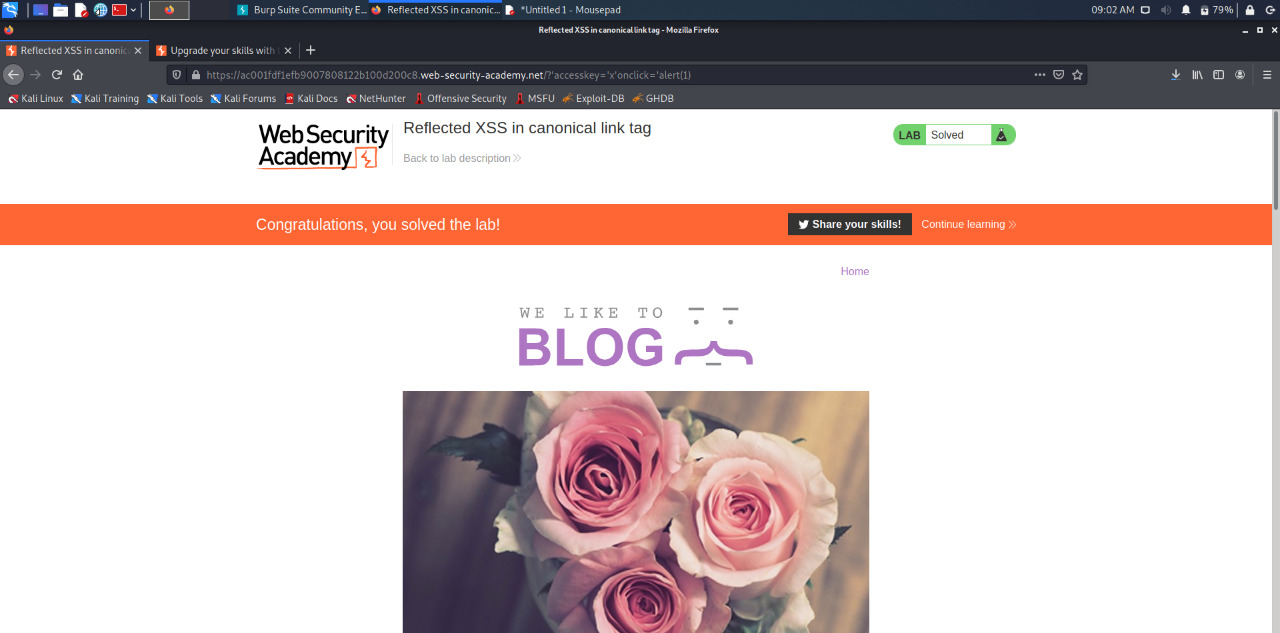 Burp Suite Community E...
Reflected XSS in canonic...
*Untitled 1 - Mousepad
09:02 AM
79%
Reflected XSS in canonical link tag - Mozilla Firefox
Reflected XSS in canonic
Upgrade your skills with
https://ac001fdf1efb9007808122b100d200c8.web-security-academy.net/?'accesskey='x'onclick='alert(1)
Kali Linux
Kali Training
Kali Tools
Kali Forums
Kali Docs
NetHunter
Offensive Security
MSFU
Exploit-DB
GHDB
Web Security
Academy
Reflected XSS in canonical link tag
Back to lab description
LAB
Solved
Congratulations, you solved the lab!
Share your skills!
Continue learning
Home
WE LIKE TO
BLOG